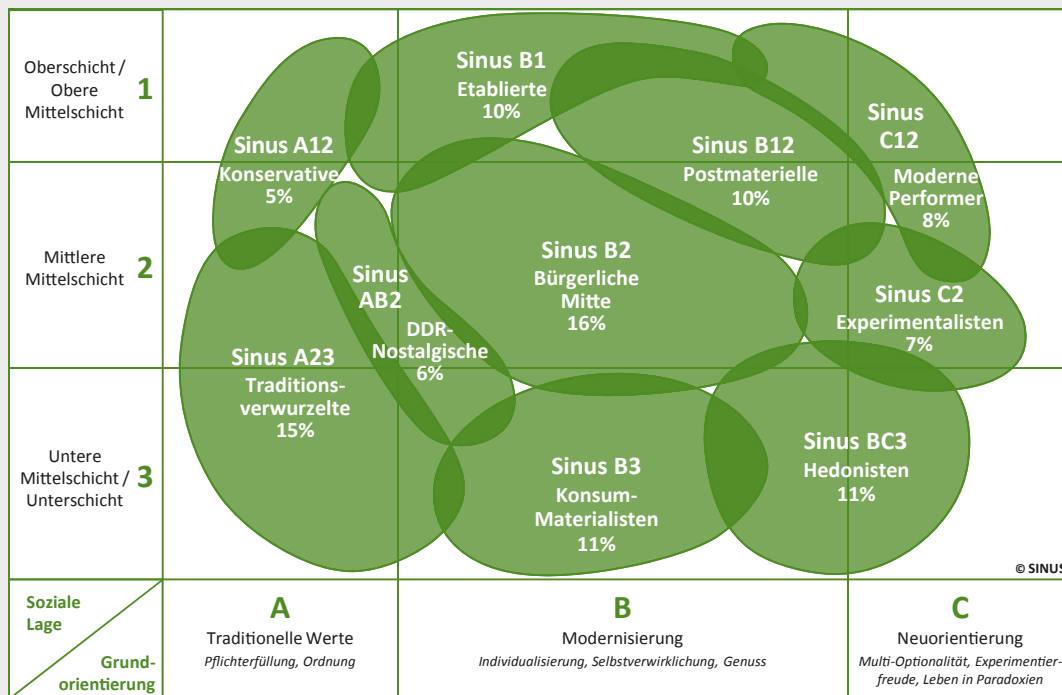 Oberschicht /
Obere
Mittelschicht
1
Mittlere
Mittelschicht
2
Untere
Mittelschicht /
Unterschicht
3
Sinus B1
Etablierte
10%
Sinus A12
Konservative
5%
Sinus B12
Postmaterielle
10%
Sinus
C12
Moderne
Performer
8%
Sinus
AB2
DDR-
Nostalgische
6%
Sinus B2
Bürgerliche
Mitte
16%
Sinus C2
Experimentalisten
7%
Sinus A23
Traditions-
verwurzelte
15%
Sinus B3
Konsum-
Materialisten
11%
Sinus BC3
Hedonisten
11%
© SINUS
Soziale
Lage
Grund-
orientierung
A
Traditionelle Werte
Pflichterfüllung, Ordnung
B
Modernisierung
Individualisierung, Selbstverwirklichung, Genuss
C
Neuorientierung
Multi-Optionalität, Experimentier-
freude, Leben in Paradoxien